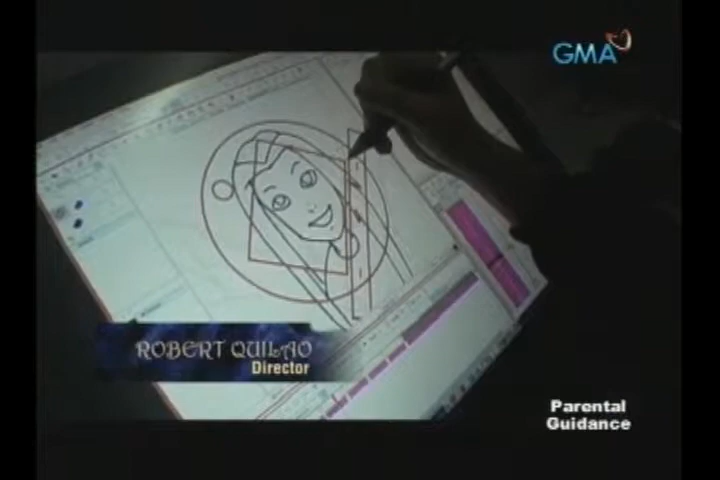 GMA
ROBERT QUILAO
Director
Parental
Guidance